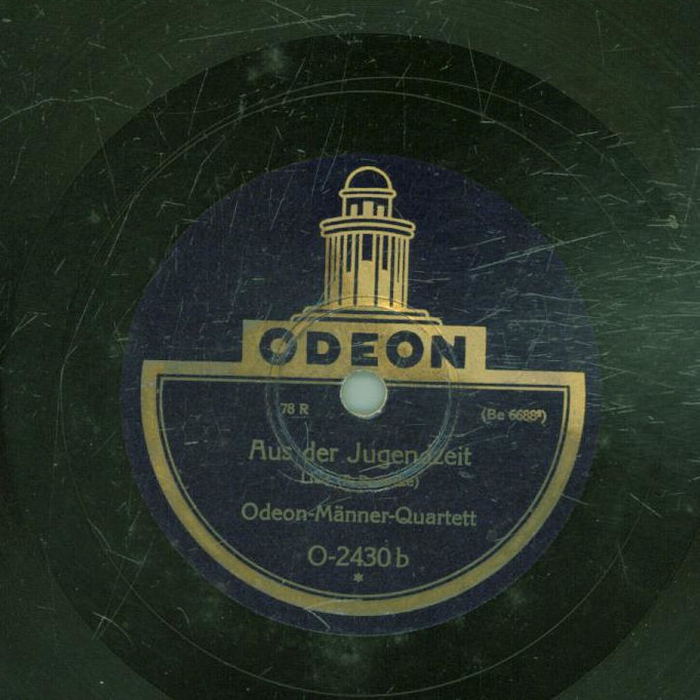 ODEON
78 R (Be 6688²)
Aus der Jugendzeit
Odeon-Männer-Quartett
O-2430 b
*